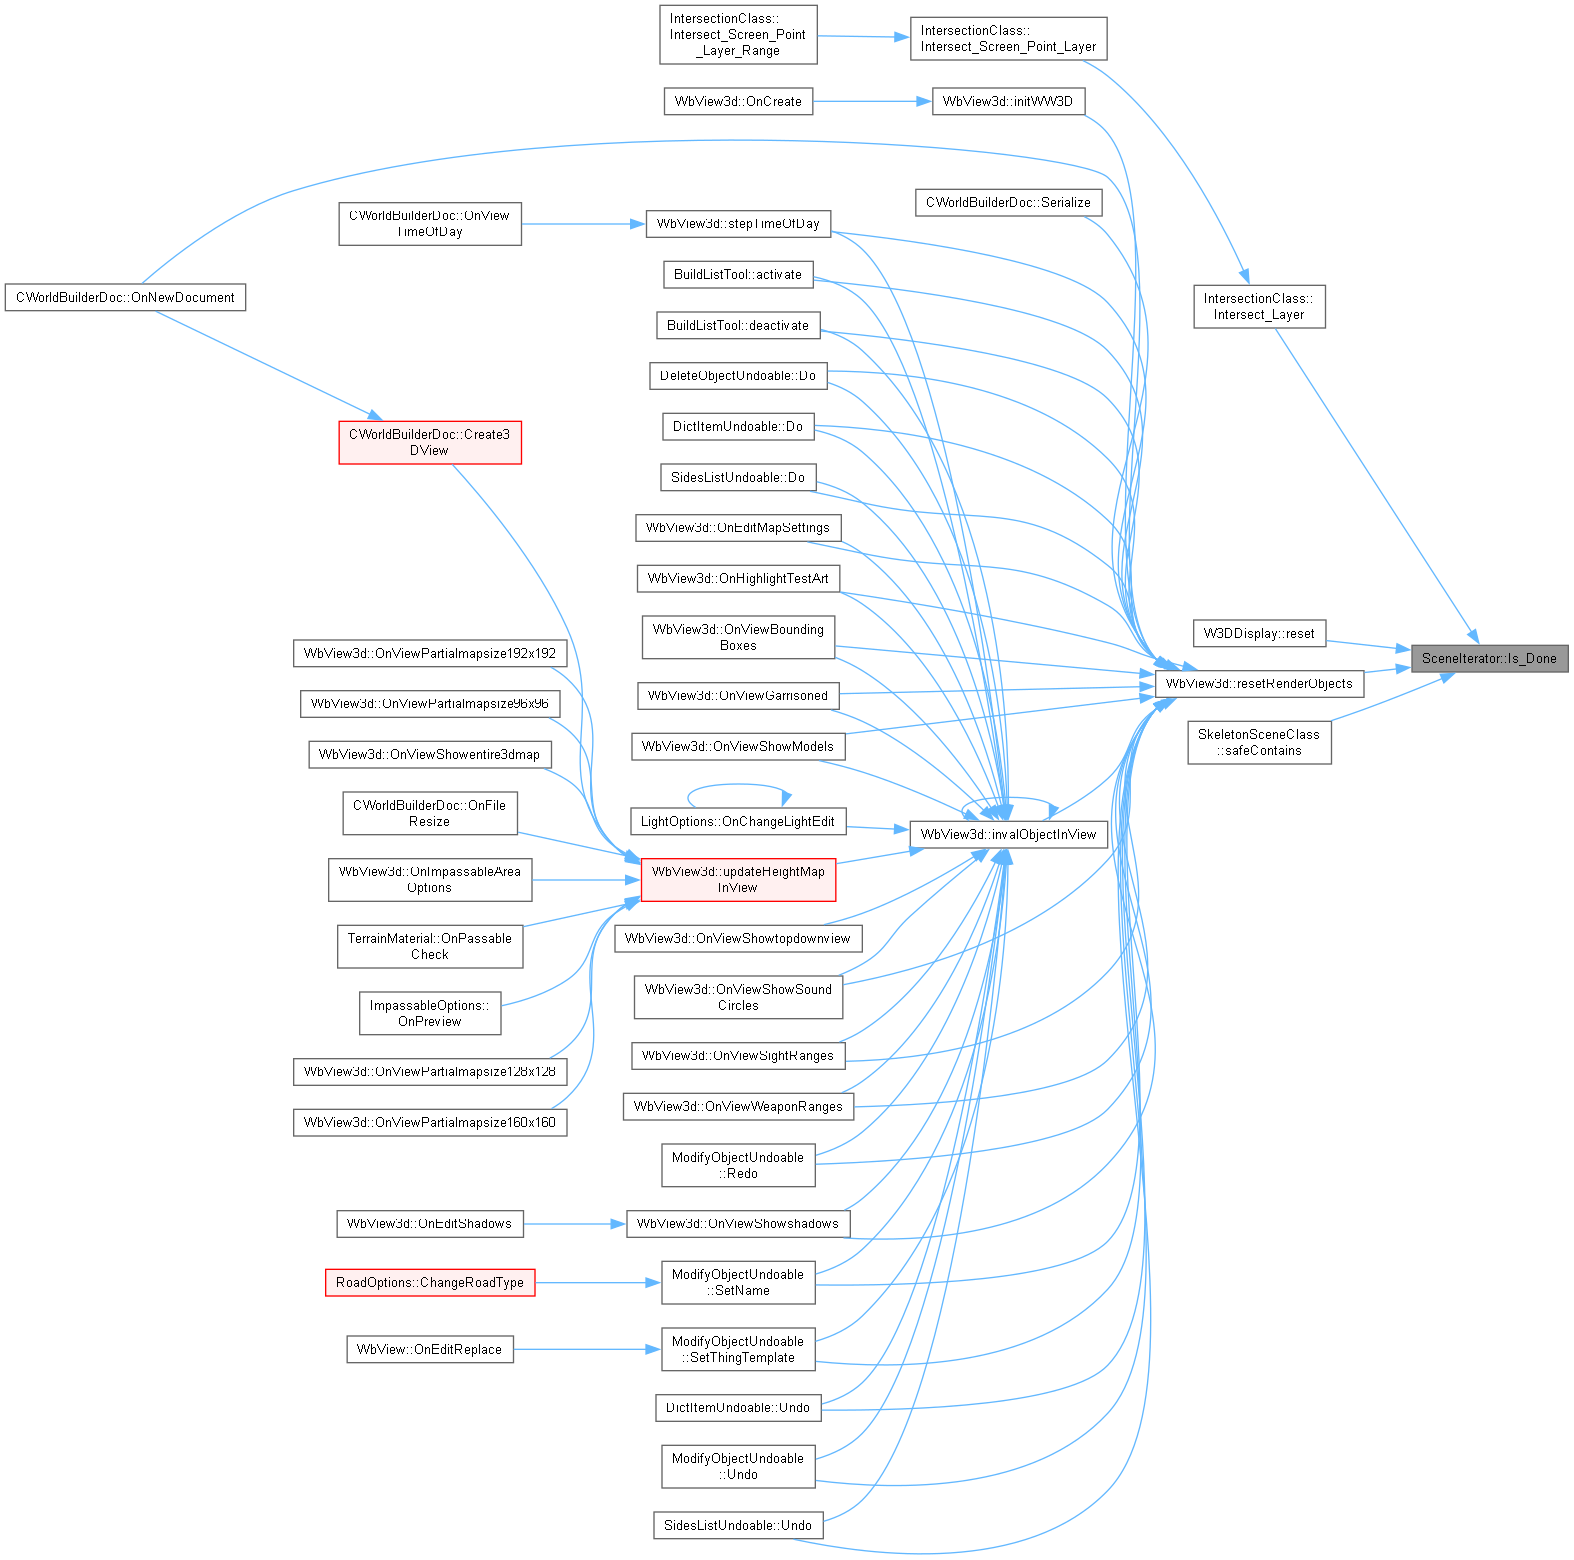 IntersectionClass::
Intersect_Screen_Point
_Layer_Range
IntersectionClass::
Intersect_Screen_Point_Layer
WbView3d::OnCreate
WbView3d::initWW3D
CWorldBuilderDoc::Serialize
CWorldBuilderDoc::OnView
TimeOfDay
WbView3d::stepTimeOfDay
BuildListTool::activate
CWorldBuilderDoc::OnNewDocument
IntersectionClass::
Intersect_Layer
BuildListTool::deactivate
DeleteObjectUndoable::Do
DictItemUndoable::Do
CWorldBuilderDoc::Create3
DView
SidesListUndoable::Do
WbView3d::OnEditMapSettings
WbView3d::OnHighlightTestArt
WbView3d::OnViewBounding
Boxes
W3DDisplay::reset
SceneIterator::Is_Done
WbView3d::OnViewPartialmapsize192x192
WbView3d::resetRenderObjects
WbView3d::OnViewGarrisoned
WbView3d::OnViewPartialmapsize96x96
SkeletonSceneClass
::safeContains
WbView3d::OnViewShowModels
WbView3d::OnViewShowentire3dmap
CWorldBuilderDoc::OnFile
Resize
LightOptions::OnChangeLightEdit
WbView3d::invalObjectInView
WbView3d::OnImpassableArea
Options
WbView3d::updateHeightMap
InView
TerrainMaterial::OnPassable
Check
WbView3d::OnViewShowtopdownview
WbView3d::OnViewShowSound
Circles
ImpassableOptions::
OnPreview
WbView3d::OnViewSightRanges
WbView3d::OnViewPartialmapsize128x128
WbView3d::OnViewWeaponRanges
WbView3d::OnViewPartialmapsize160x160
ModifyObjectUndoable
::Redo
WbView3d::OnEditShadows
WbView3d::OnViewShowshadows
RoadOptions::ChangeRoadType
ModifyObjectUndoable
::SetName
WbView::OnEditReplace
ModifyObjectUndoable
::SetThingTemplate
DictItemUndoable::Undo
ModifyObjectUndoable
::Undo
SidesListUndoable::Undo